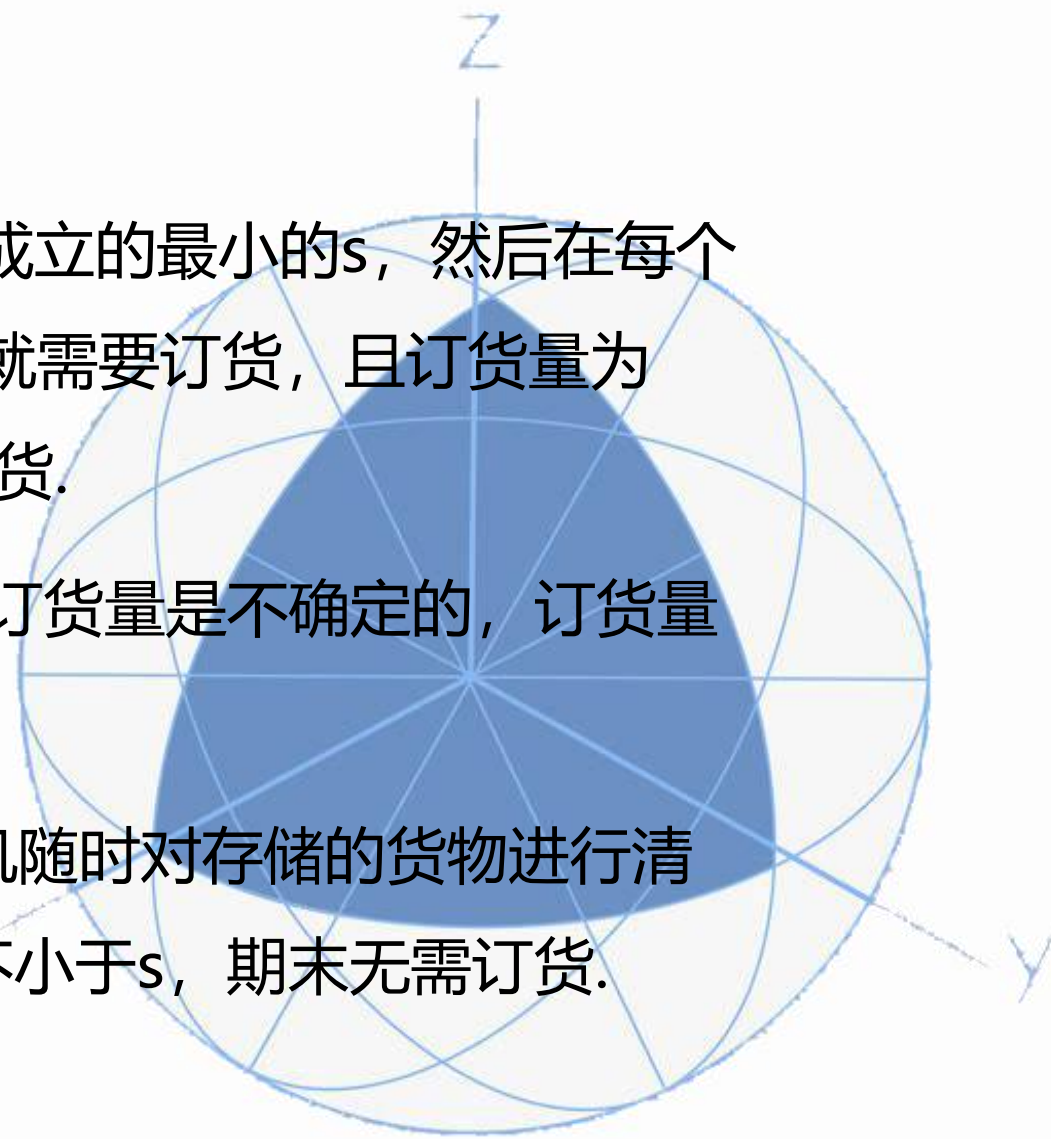 Z
成立的最小的s，然后在每个
就需要订货，且订货量为
货.
订货量是不确定的，订货量
机随时对存储的货物进行清
不小于s，期末无需订货.
y